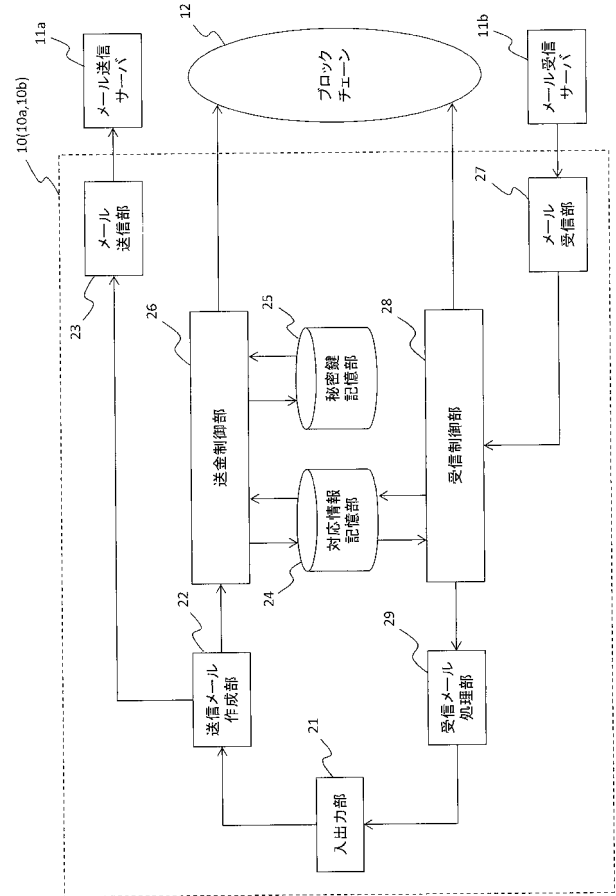 10(10a,10b)
11a
メール送信
サーバ
12
ブロック
チェーン
11b
メール受信
サーバ
23
メール
送信部
26
送金制御部
25
秘密鍵
記憶部
24
対応情報
記憶部
28
受信制御部
27
メール
受信部
22
送信メール
作成部
29
受信メール
処理部
21
入出力部